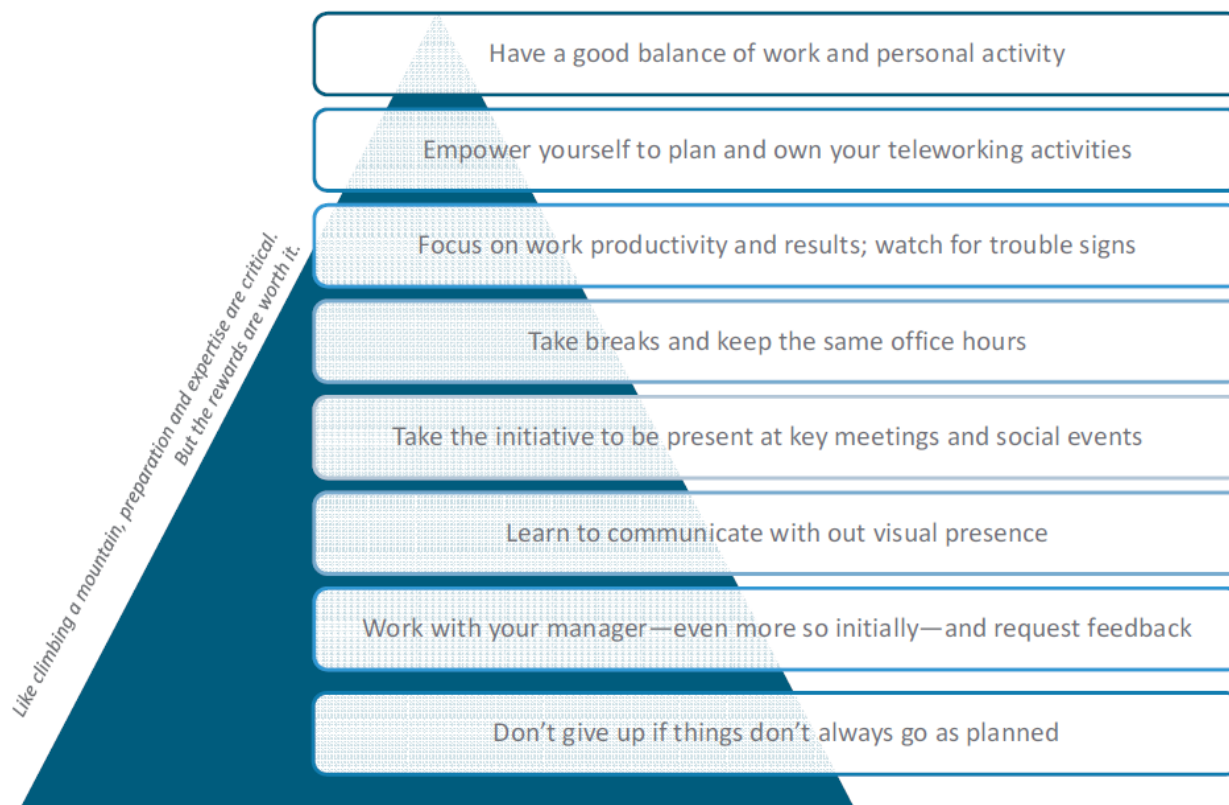 Have a good balance of work and personal activity
Empower yourself to plan and own your teleworking activities
Focus on work productivity and results; watch for trouble signs
Take breaks and keep the same office hours
Take the initiative to be present at key meetings and social events
Learn to communicate with out visual presence
Work with your manager—even more so initially—and request feedback
Don’t give up if things don’t always go as planned
Like climbing a mountain, preparation and expertise are critical.
But the rewards are worth it.